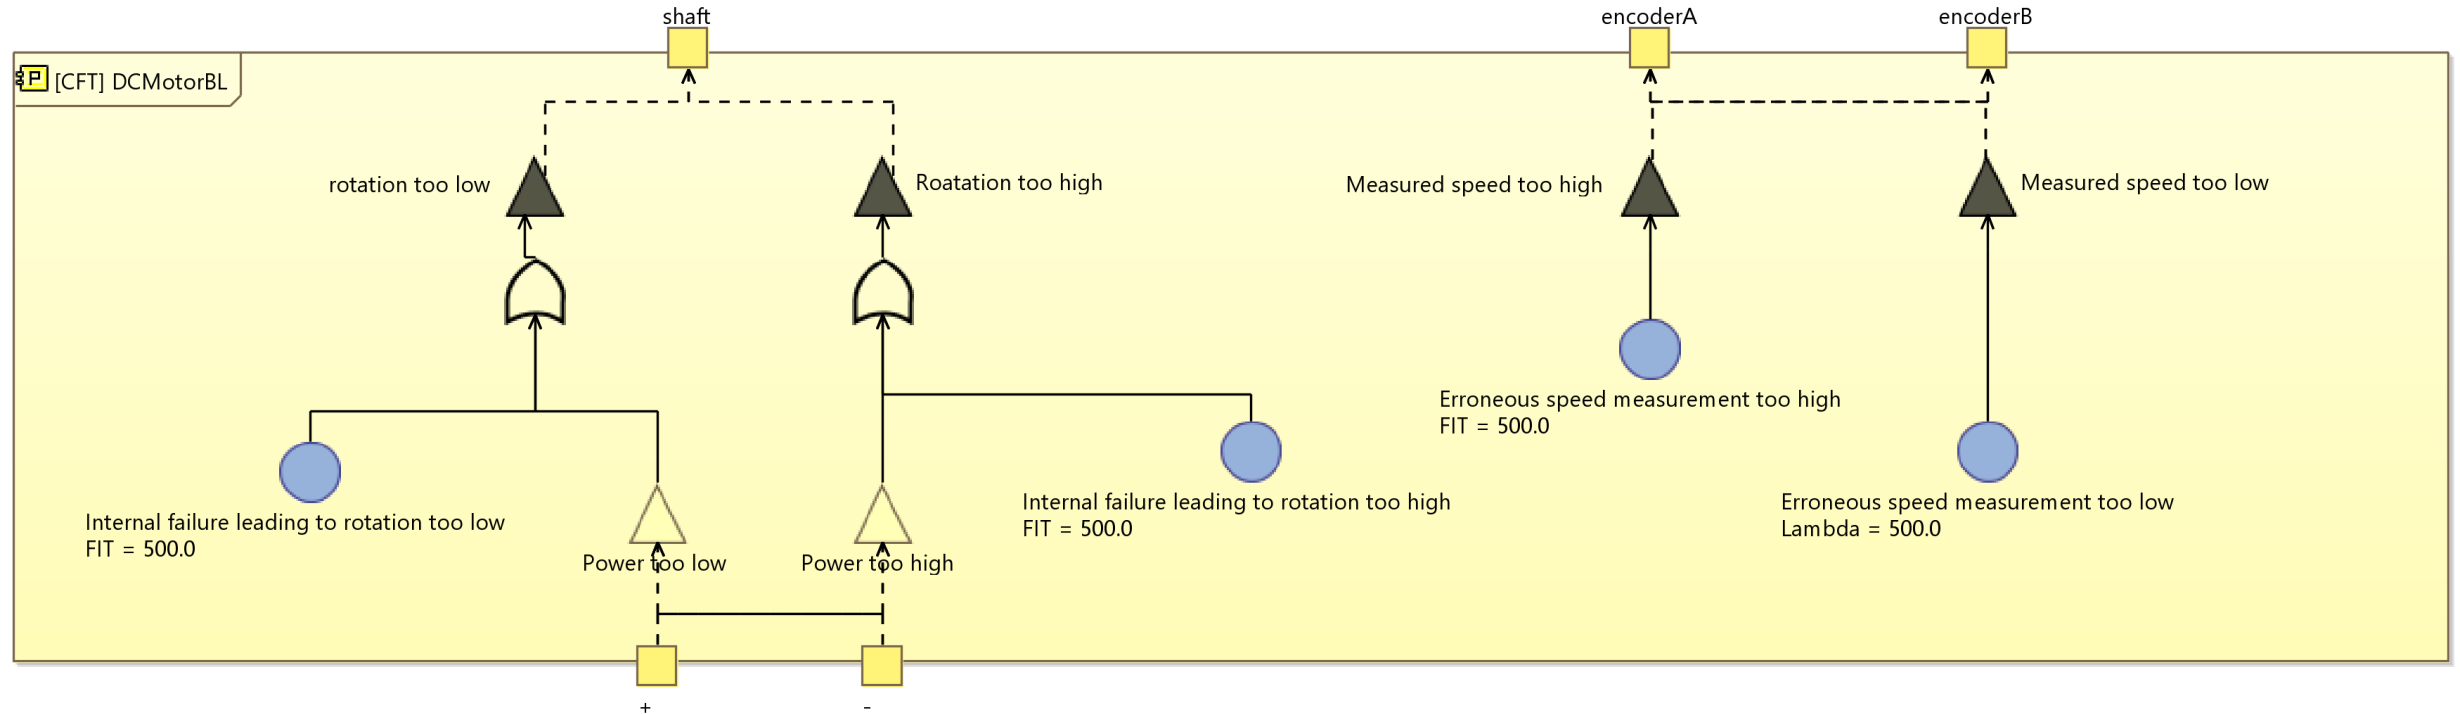 shaft
encoderA
encoderB
[CFT] DCMotorBL
rotation too low
Roatation too high
Measured speed too high
Measured speed too low
Erroneous speed measurement too high
FIT = 500.0
Internal failure leading to rotation too high
FIT = 500.0
Erroneous speed measurement too low
Lambda = 500.0
Internal failure leading to rotation too low
FIT = 500.0
Power too low
Power too high
+
-